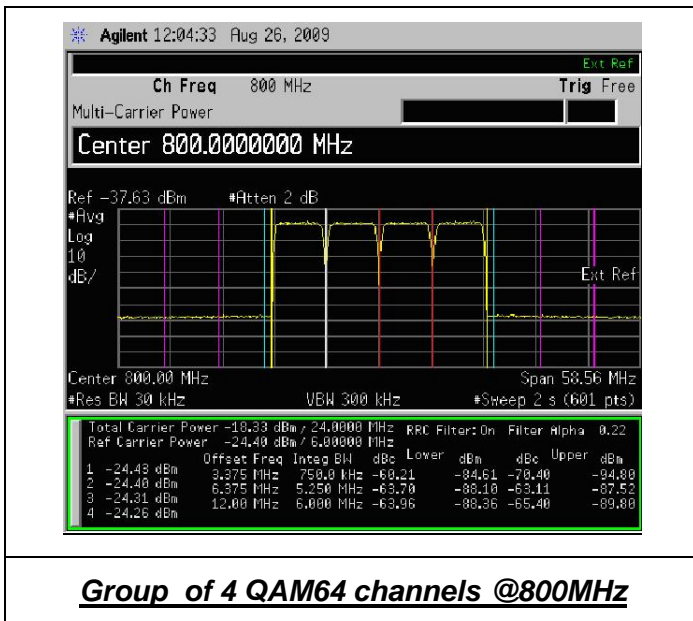 Agilent 12:04:33 Aug 26, 2009
Ext Ref
Ch Freq 800 MHz Trig Free
Multi-Carrier Power
Center 800.0000000 MHz
Ref -37.63 dBm #Atten 2 dB
#Avg
Log
10
dB/
Ext Ref
Center 800.00 MHz Span 58.56 MHz
#Res BW 30 kHz VBW 300 kHz #Sweep 2 s (601 pts)
Total Carrier Power -18.33 dBm/ 24.0000 MHz RRC Filter: On Filter Alpha 0.22
Ref Carrier Power -24.40 dBm/ 6.00000 MHz
Offset Freq Integ BW dBc Lower dBm dBc Upper dBm
1 -24.43 dBm 3.375 MHz 750.0 kHz -60.21 -84.61 -70.40 -94.80
2 -24.40 dBm 6.375 MHz 5.250 MHz -63.70 -88.10 -63.11 -87.52
3 -24.31 dBm 12.00 MHz 6.000 MHz -63.96 -88.36 -65.40 -89.80
4 -24.26 dBm
Group of 4 QAM64 channels @800MHz